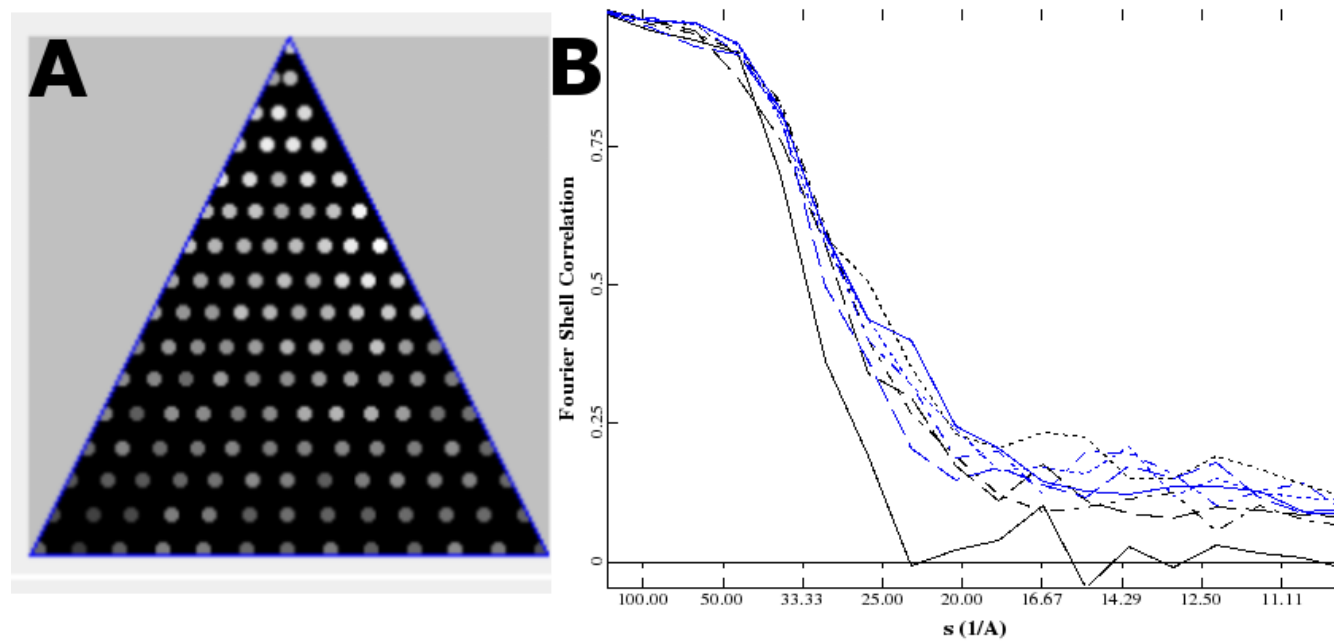 A
B
Fourier Shell Correlation
0.75
0.5
0.25
0
100.00 50.00 33.33 25.00 20.00 16.67 14.29 12.50 11.11
s (1/A)